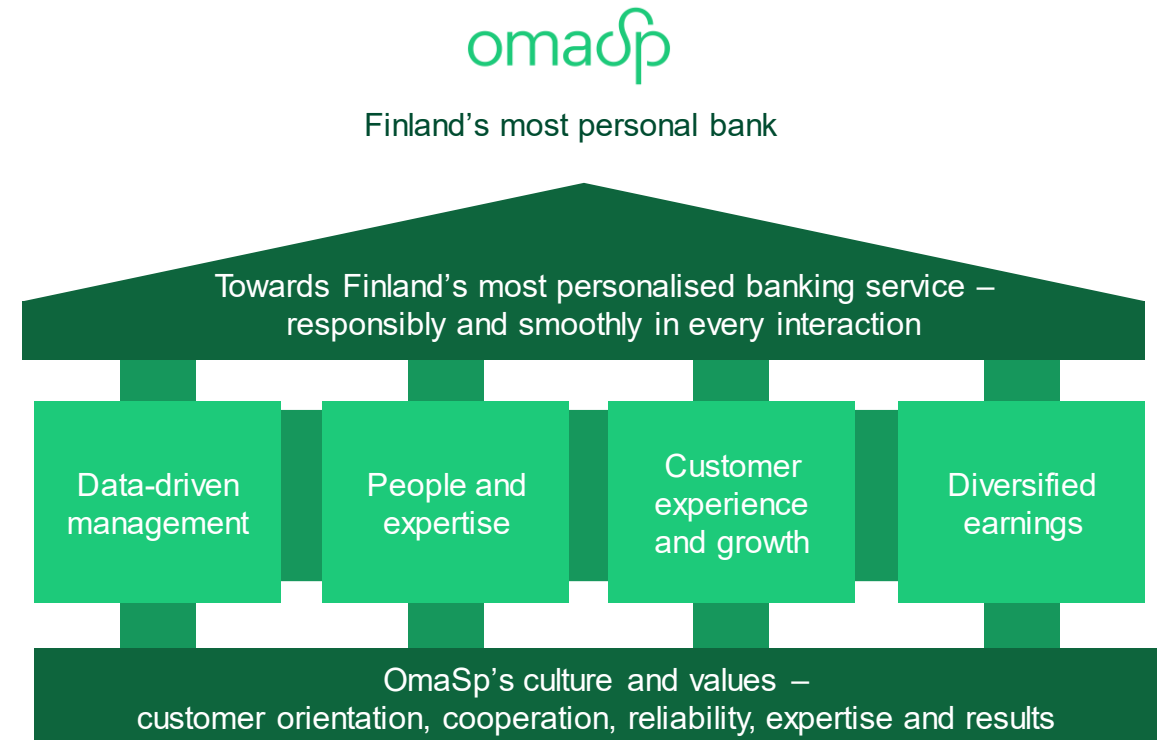 omaSp
Finland’s most personal bank
Towards Finland’s most personalised banking service –
responsibly and smoothly in every interaction
Data-driven
management
People and
expertise
Customer
experience
and growth
Diversified
earnings
OmaSp’s culture and values –
customer orientation, cooperation, reliability, expertise and results